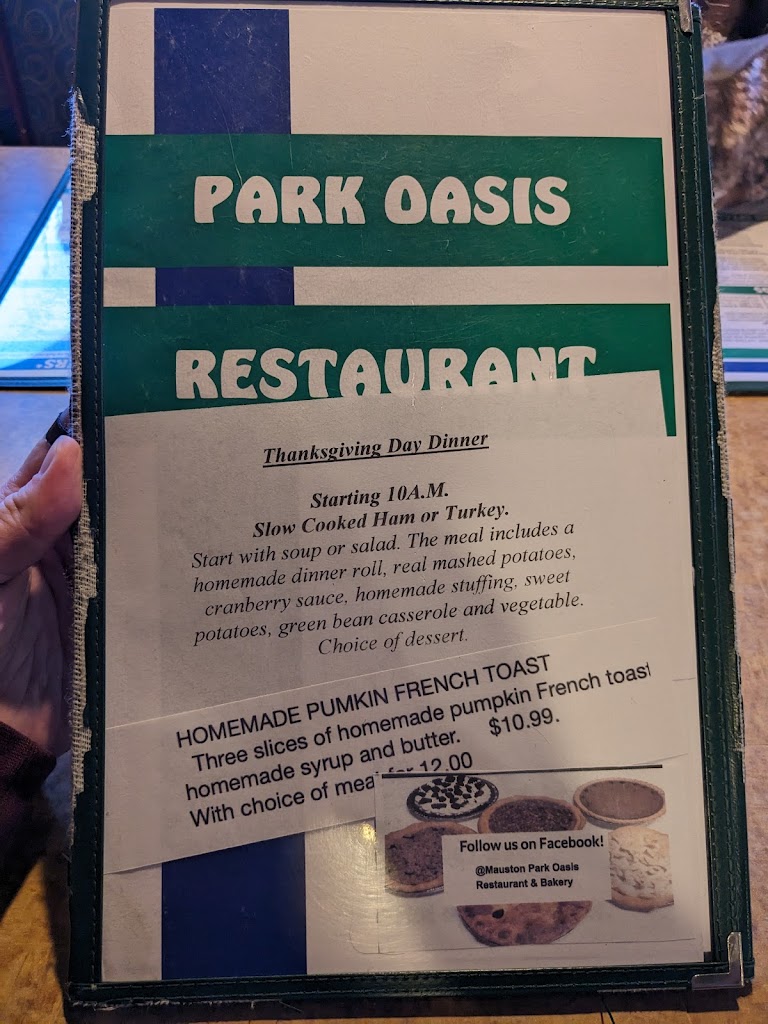 PARK OASIS
RESTAURANT
Thanksgiving Day Dinner
Starting 10A.M.
Slow Cooked Ham or Turkey.
Start with soup or salad. The meal includes a
homemade dinner roll, real mashed potatoes,
cranberry sauce, homemade stuffing, sweet
potatoes, green bean casserole and vegetable.
Choice of dessert.
HOMEMADE PUMKIN FRENCH TOAST
Three slices of homemade pumpkin French toast
homemade syrup and butter. $10.99.
With choice of meat for 12.00
Follow us on Facebook!
@Mauston Park Oasis
Restaurant & Bakery